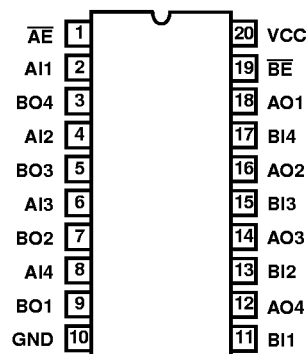 A̅E̅ 1 20 VCC
AI1 2 19 B̅E̅
BO4 3 18 AO1
AI2 4 17 BI4
BO3 5 16 AO2
AI3 6 15 BI3
BO2 7 14 AO3
AI4 8 13 BI2
BO1 9 12 AO4
GND 10 11 BI1